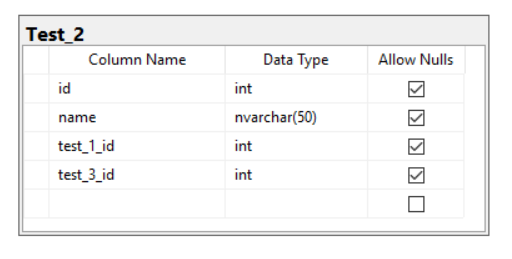 Test_2
Column Name Data Type Allow Nulls
id int
name nvarchar(50)
test_1_id int
test_3_id int